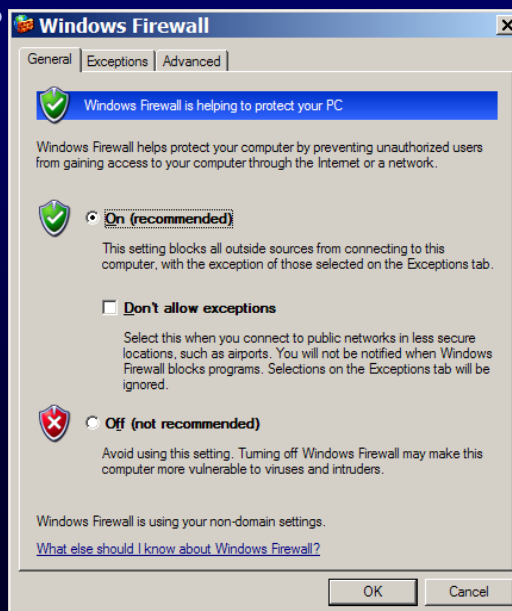 Windows Firewall
General Exceptions Advanced
Windows Firewall is helping to protect your PC
Windows Firewall helps protect your computer by preventing unauthorized users
from gaining access to your computer through the Internet or a network.
On (recommended)
This setting blocks all outside sources from connecting to this
computer, with the exception of those selected on the Exceptions tab.
Don't allow exceptions
Select this when you connect to public networks in less secure
locations, such as airports. You will not be notified when Windows
Firewall blocks programs. Selections on the Exceptions tab will be
ignored.
Off (not recommended)
Avoid using this setting. Turning off Windows Firewall may make this
computer more vulnerable to viruses and intruders.
Windows Firewall is using your non-domain settings.
What else should I know about Windows Firewall?
OK Cancel